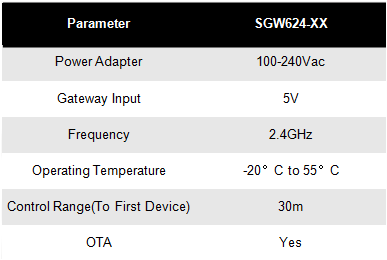 Parameter SGW624-XX
Power Adapter 100-240Vac
Gateway Input 5V
Frequency 2.4GHz
Operating Temperature -20° C to 55° C
Control Range(To First Device) 30m
OTA Yes